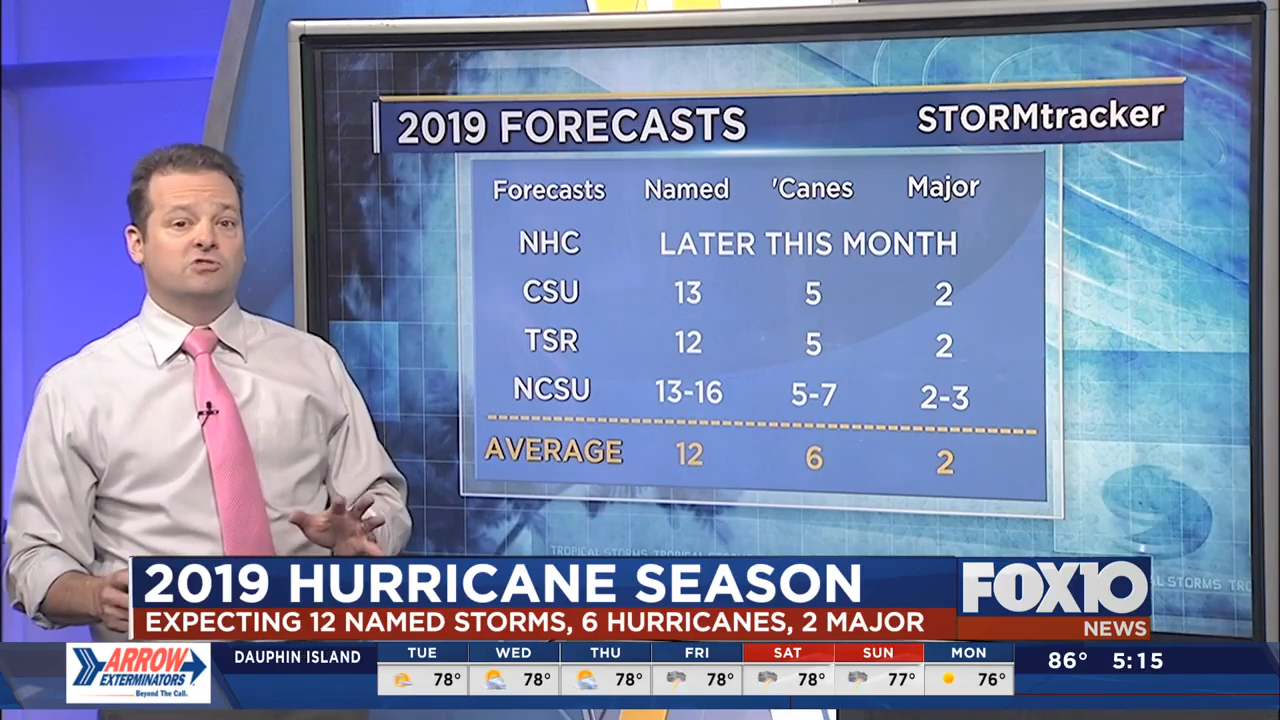 2019 FORECASTS STORMtracker
Forecasts Named 'Canes Major
NHC LATER THIS MONTH
CSU 13 5 2
TSR 12 5 2
NCSU 13-16 5-7 2-3
AVERAGE 12 6 2
TROPICAL STORMS
2019 HURRICANE SEASON
EXPECTING 12 NAMED STORMS, 6 HURRICANES, 2 MAJOR
FOX10
NEWS
ARROW
EXTERMINATORS
Beyond The Call.
DAUPHIN ISLAND
TUE WED THU FRI SAT SUN MON
78° 78° 78° 78° 78° 77° 76°
86° 5:15